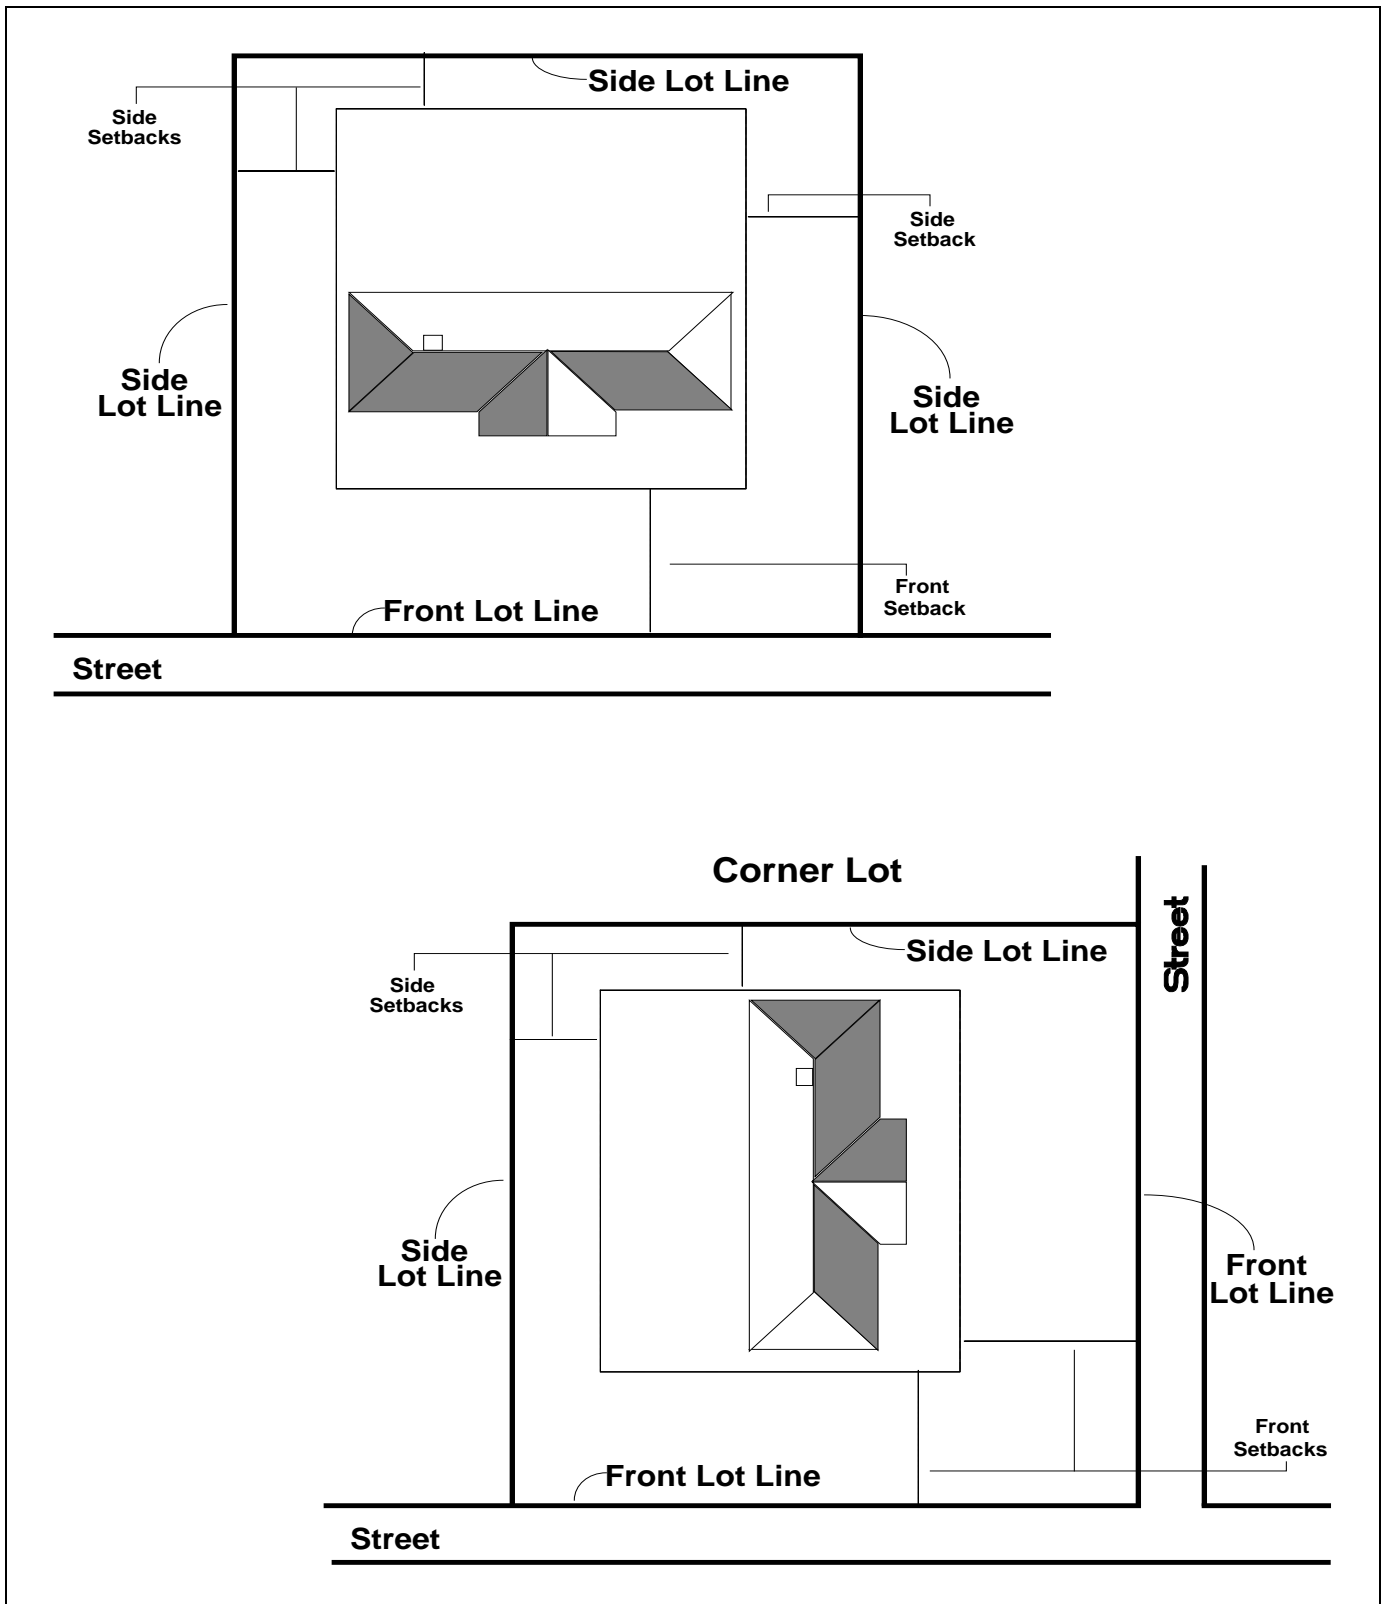 Side Lot Line
Side
Setbacks
Side
Setback
Side
Lot Line
Side
Lot Line
Front
Setback
Front Lot Line
Street
Corner Lot
Street
Side Lot Line
Side
Setbacks
Side
Lot Line
Front
Lot Line
Front
Setbacks
Front Lot Line
Street